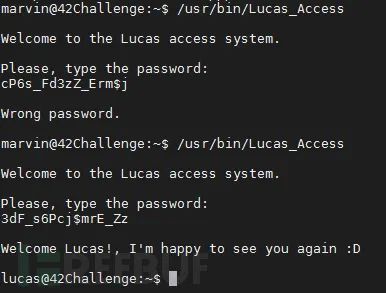 marvin@42Challenge:~$ /usr/bin/Lucas_Access
Welcome to the Lucas access system.
Please, type the password:
cP6s_Fd3zZ_Erm$j
Wrong password.
marvin@42Challenge:~$ /usr/bin/Lucas_Access
Welcome to the Lucas access system.
Please, type the password:
3dF_s6Pcj$mrE_Zz
Welcome Lucas!, I'm happy to see you again :D
REEBUF
lucas@42Challenge:~$